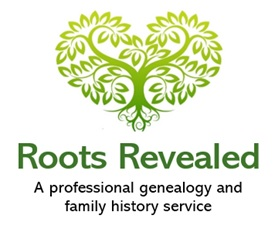 Roots Revealed
A professional genealogy and
family history service